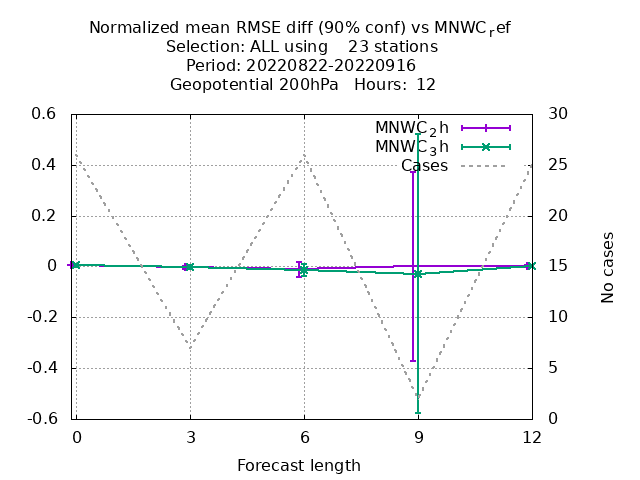 Normalized mean RMSE diff (90% conf) vs MNWC_ref
Selection: ALL using 23 stations
Period: 20220822-20220916
Geopotential 200hPa Hours: 12
0.6 30
MNWC_2h
MNWC_3h
Cases
0.4 25
0.2 20
0 15
-0.2 10
-0.4 5
-0.6 0
No cases
0 3 6 9 12
Forecast length